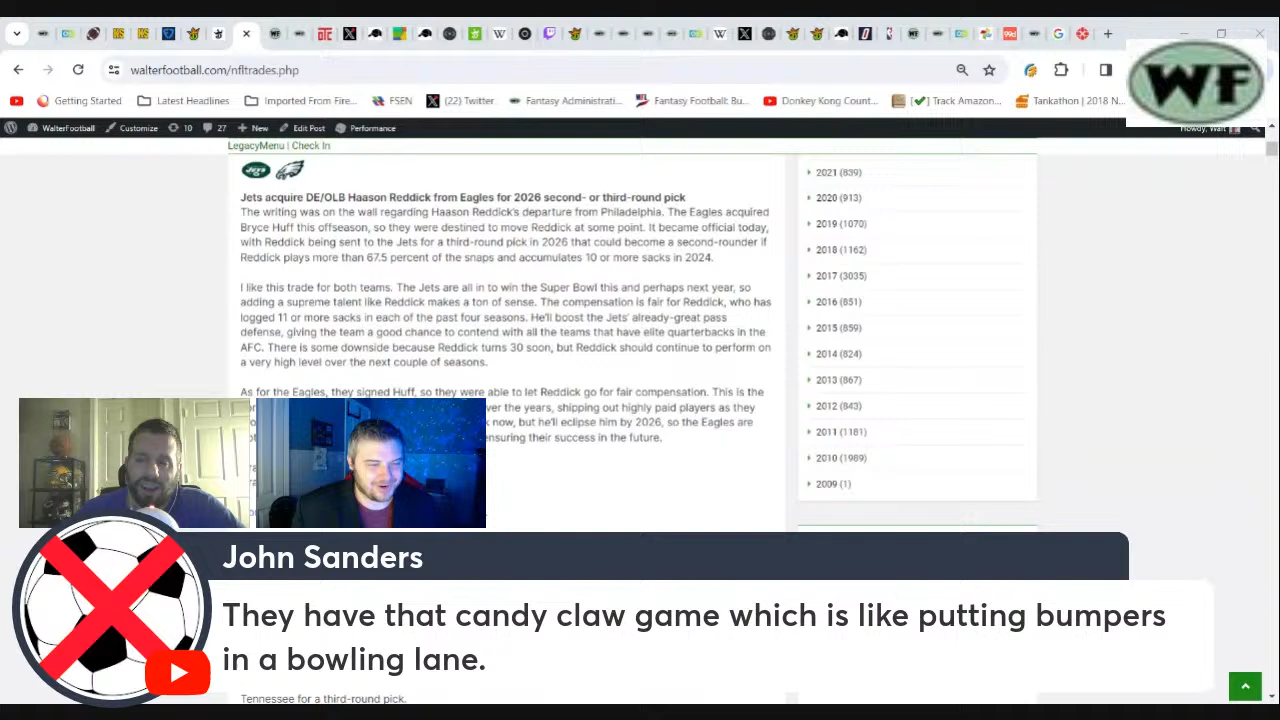 walterfootball.com/nfltrades.php
WF
Getting Started
Latest Headlines
Imported From Fire...
FSEN
(22) Twitter
Fantasy Administrati...
Fantasy Football: Bu...
Donkey Kong Count...
Track Amazon...
Tankathon | 2018 N...
WalterFootball
Customize
10
27
New
Edit Post
Performance
Howdy, Walt
LegacyMenu | Check In
JETS
Jets acquire DE/OLB Haason Reddick from Eagles for 2026 second- or third-round pick
The writing was on the wall regarding Haason Reddick's departure from Philadelphia. The Eagles acquired
Bryce Huff this offseason, so they were destined to move Reddick at some point. It became official today,
with Reddick being sent to the Jets for a third-round pick in 2026 that could become a second-rounder if
Reddick plays more than 67.5 percent of the snaps and accumulates 10 or more sacks in 2024.
I like this trade for both teams. The Jets are all in to win the Super Bowl this and perhaps next year, so
adding a supreme talent like Reddick makes a ton of sense. The compensation is fair for Reddick, who has
logged 11 or more sacks in each of the past four seasons. He'll boost the Jets' already-great pass
defense, giving the team a good chance to contend with all the teams that have elite quarterbacks in the
AFC. There is some downside because Reddick turns 30 soon, but Reddick should continue to perform on
a very high level over the next couple of seasons.
As for the Eagles, they signed Huff, so they were able to let Reddick go for fair compensation. This is the
over the years, shipping out highly paid players as they
now, but he'll eclipse him by 2026, so the Eagles are
ensuring their success in the future.
2021 (839)
2020 (913)
2019 (1070)
2018 (1162)
2017 (3035)
2016 (851)
2015 (859)
2014 (824)
2013 (867)
2012 (843)
2011 (1181)
2010 (1989)
2009 (1)
John Sanders
They have that candy claw game which is like putting bumpers
in a bowling lane.
Tennessee for a third-round pick.